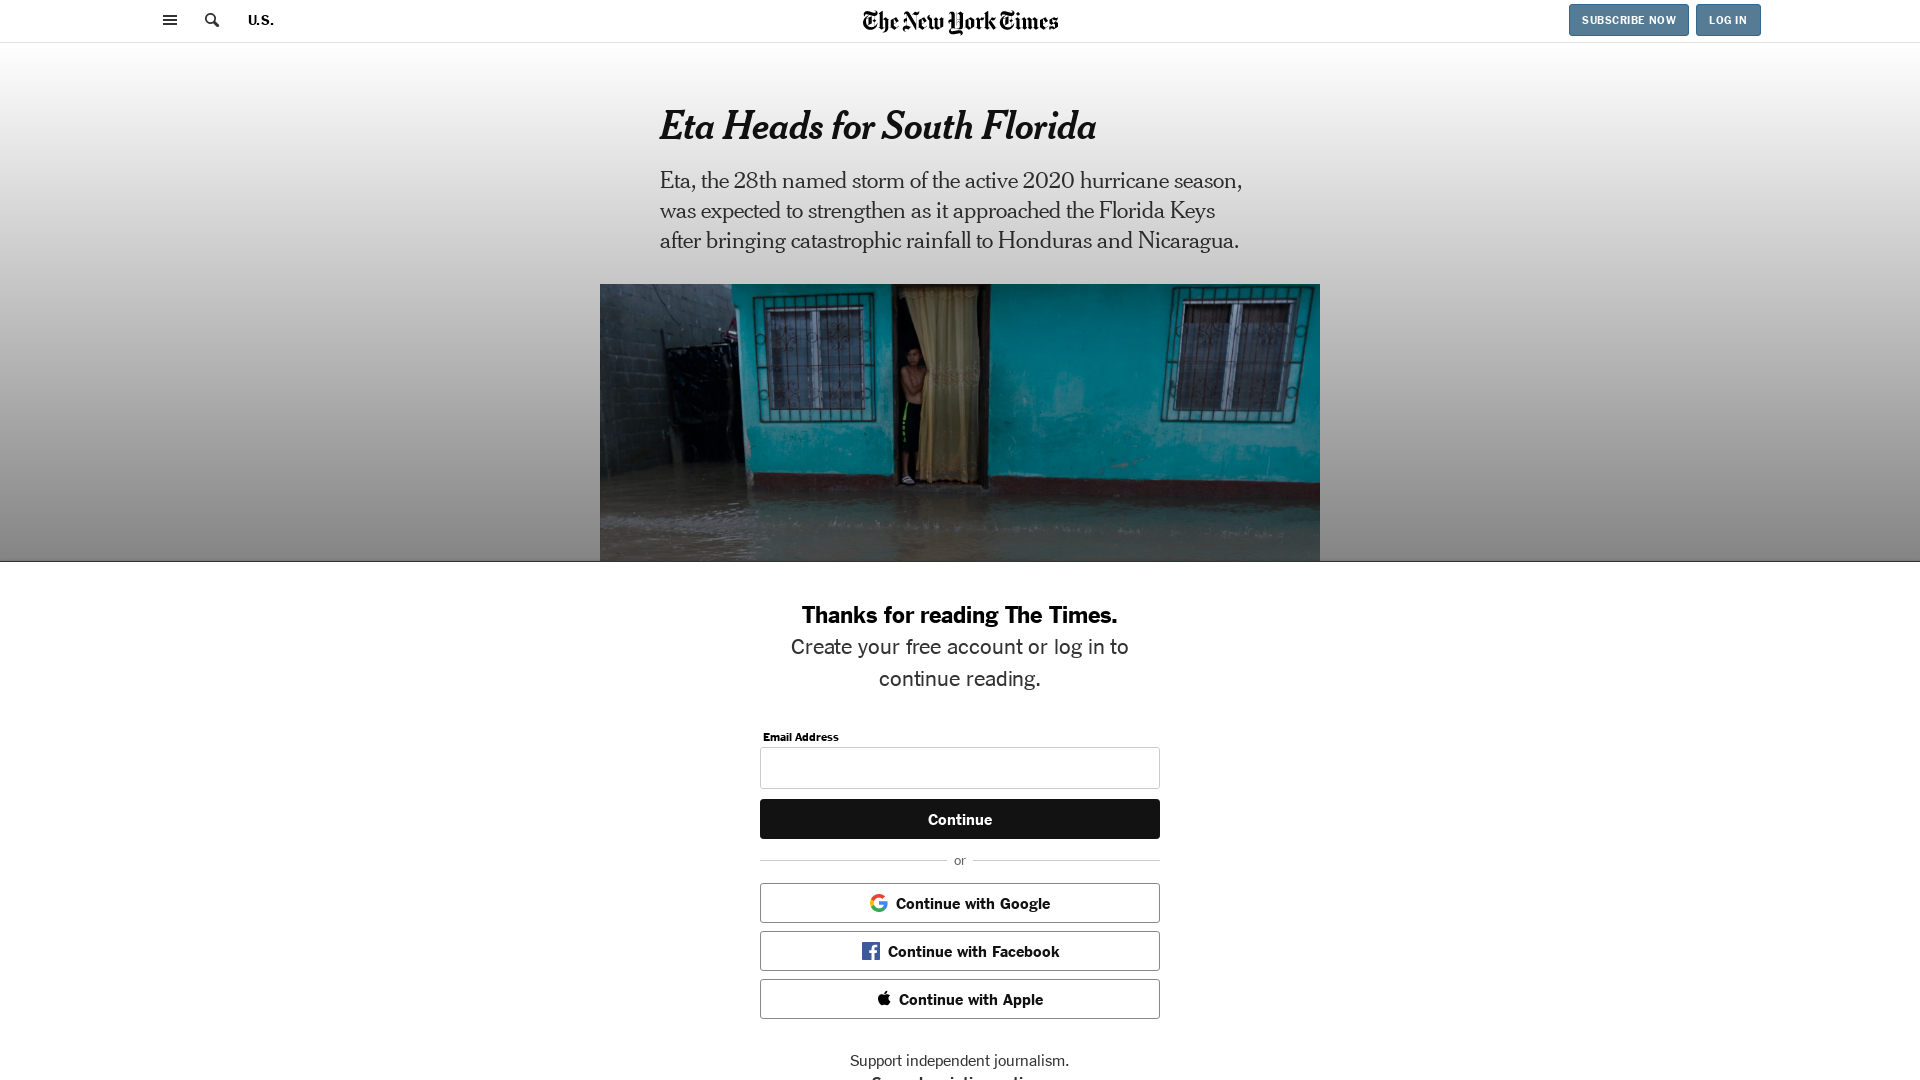 U.S.
The New York Times
SUBSCRIBE NOW
LOG IN
Eta Heads for South Florida
Eta, the 28th named storm of the active 2020 hurricane season,
was expected to strengthen as it approached the Florida Keys
after bringing catastrophic rainfall to Honduras and Nicaragua.
Thanks for reading The Times.
Create your free account or log in to
continue reading.
Email Address
Continue
or
Continue with Google
Continue with Facebook
Continue with Apple
Support independent journalism.